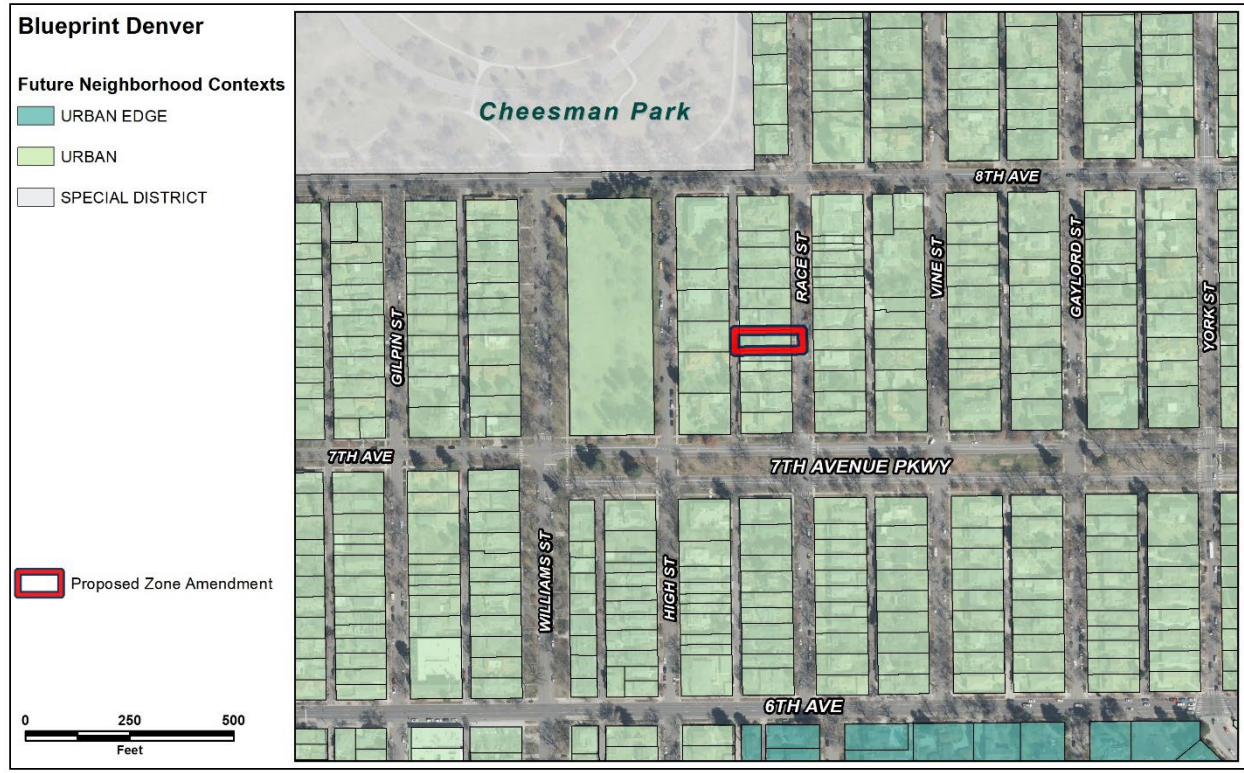 Blueprint Denver
Future Neighborhood Contexts
URBAN EDGE
URBAN
SPECIAL DISTRICT
Proposed Zone Amendment
0 250 500
Feet
Cheesman Park
8TH AVE
RACE ST
VINE ST
GAYLORD ST
YORK ST
GILPIN ST
7TH AVE
7TH AVENUE PKWY
WILLIAMS ST
HIGH ST
6TH AVE